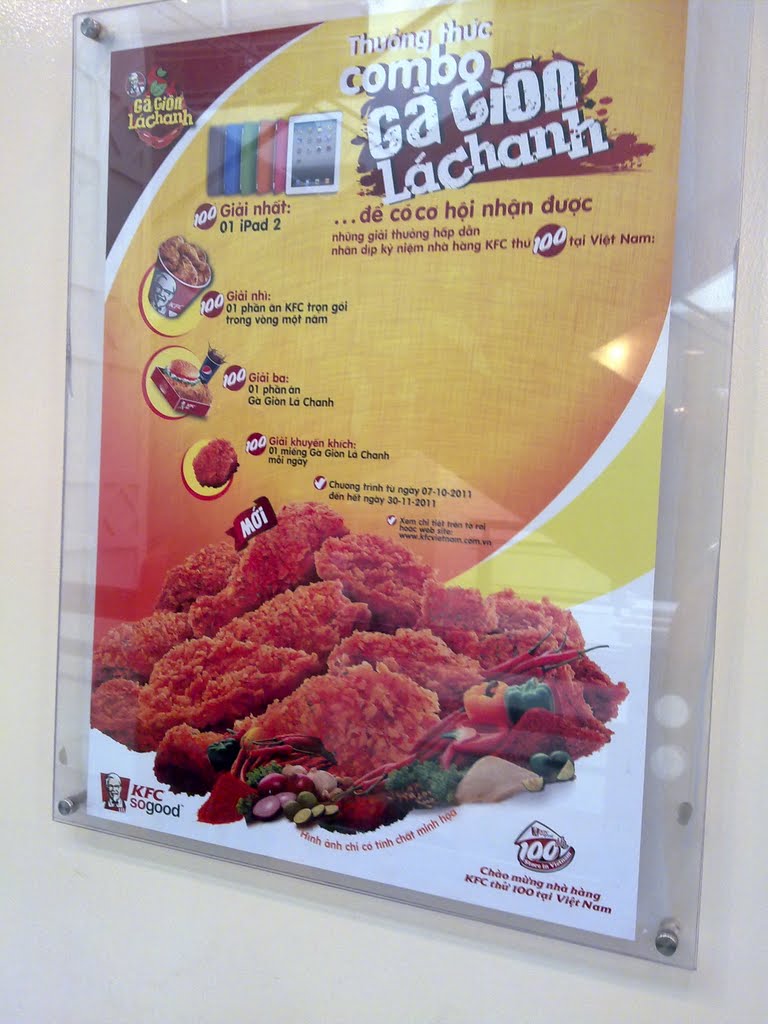 Gà Giòn
Lá Chanh
Thưởng thức
combo
Gà Giòn
Lá Chanh
...để có cơ hội nhận được
những giải thưởng hấp dẫn
nhân dịp kỷ niệm nhà hàng KFC thứ 100 tại Việt Nam:
100 Giải nhất:
01 iPad 2
100 Giải nhì:
01 phần ăn KFC trọn gói
trong vòng một năm
100 Giải ba:
01 phần ăn
Gà Giòn Lá Chanh
100 Giải khuyến khích:
01 miếng Gà Giòn Lá Chanh
mỗi ngày
Chương trình từ ngày 07-10-2011
đến hết ngày 30-11-2011
Xem chi tiết trên tờ rơi
hoặc web site:
www.kfcvietnam.com.vn
MỚI
KFC
KFC
sogood™
Hình ảnh chỉ có tính chất minh họa
100
Stores in Vietnam
Chào mừng nhà hàng
KFC thứ 100 tại Việt Nam